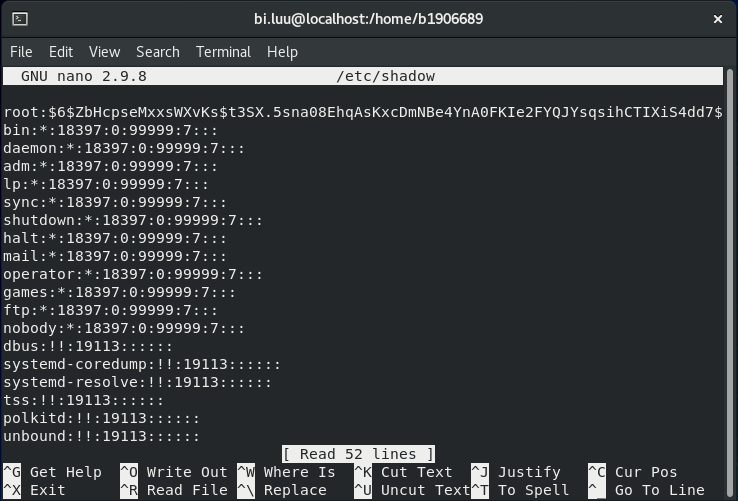 bi.luu@localhost:/home/b1906689
File Edit View Search Terminal Help
GNU nano 2.9.8 /etc/shadow
root:$6$ZbHcpseMxxsWXvKs$t3SX.5sna08EhqAsKxcDmNBe4YnA0FKIe2FYQJYsqsihCTIXiS4dd7$
bin:*:18397:0:99999:7:::
daemon:*:18397:0:99999:7:::
adm:*:18397:0:99999:7:::
lp:*:18397:0:99999:7:::
sync:*:18397:0:99999:7:::
shutdown:*:18397:0:99999:7:::
halt:*:18397:0:99999:7:::
mail:*:18397:0:99999:7:::
operator:*:18397:0:99999:7:::
games:*:18397:0:99999:7:::
ftp:*:18397:0:99999:7:::
nobody:*:18397:0:99999:7:::
dbus:!!:19113::::::
systemd-coredump:!!:19113::::::
systemd-resolve:!!:19113::::::
tss:!!:19113::::::
polkitd:!!:19113::::::
unbound:!!:19113::::::
[ Read 52 lines ]
^G Get Help ^O Write Out ^W Where Is ^K Cut Text ^J Justify ^C Cur Pos
^X Exit ^R Read File ^\ Replace ^U Uncut Text ^T To Spell ^_ Go To Line